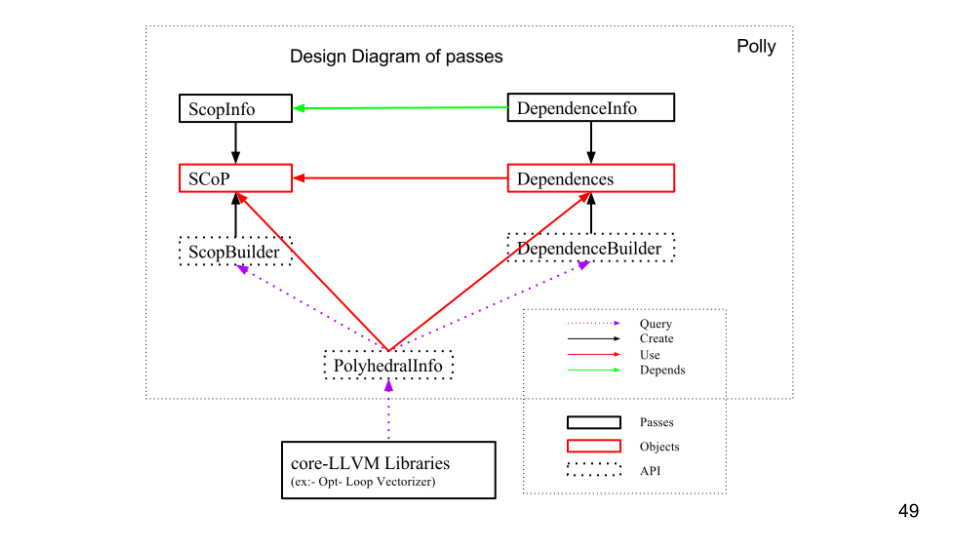 Design Diagram of passes
Polly
ScopInfo
DependenceInfo
SCoP
Dependences
ScopBuilder
DependenceBuilder
PolyhedralInfo
Query
Create
Use
Depends
Passes
Objects
API
core-LLVM Libraries
(ex:- Opt- Loop Vectorizer)
49